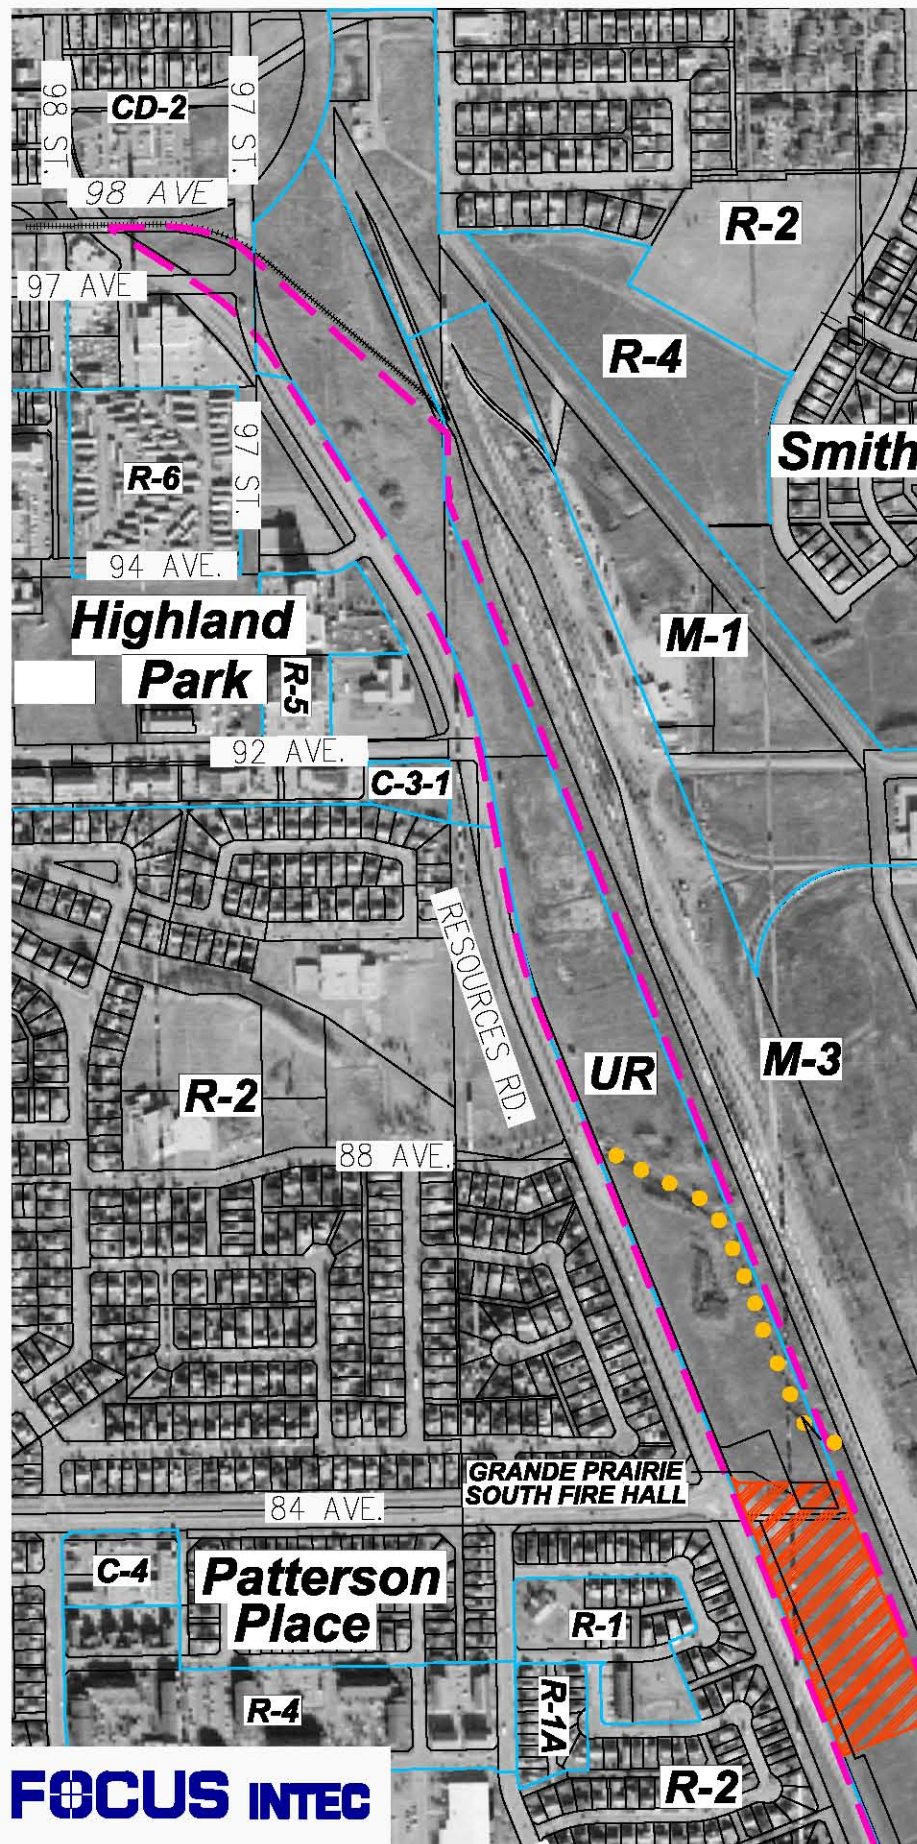 98 ST.
CD-2
97 ST.
98 AVE
R-2
97 AVE
R-4
Smith
R-6
97 ST.
94 AVE.
Highland
Park
R-5
M-1
92 AVE.
C-3-1
RESOURCES RD.
UR
M-3
R-2
88 AVE.
GRANDE PRAIRIE
SOUTH FIRE HALL
84 AVE.
C-4
Patterson
Place
R-1
R-4
R-1A
R-2
FOCUS INTEC